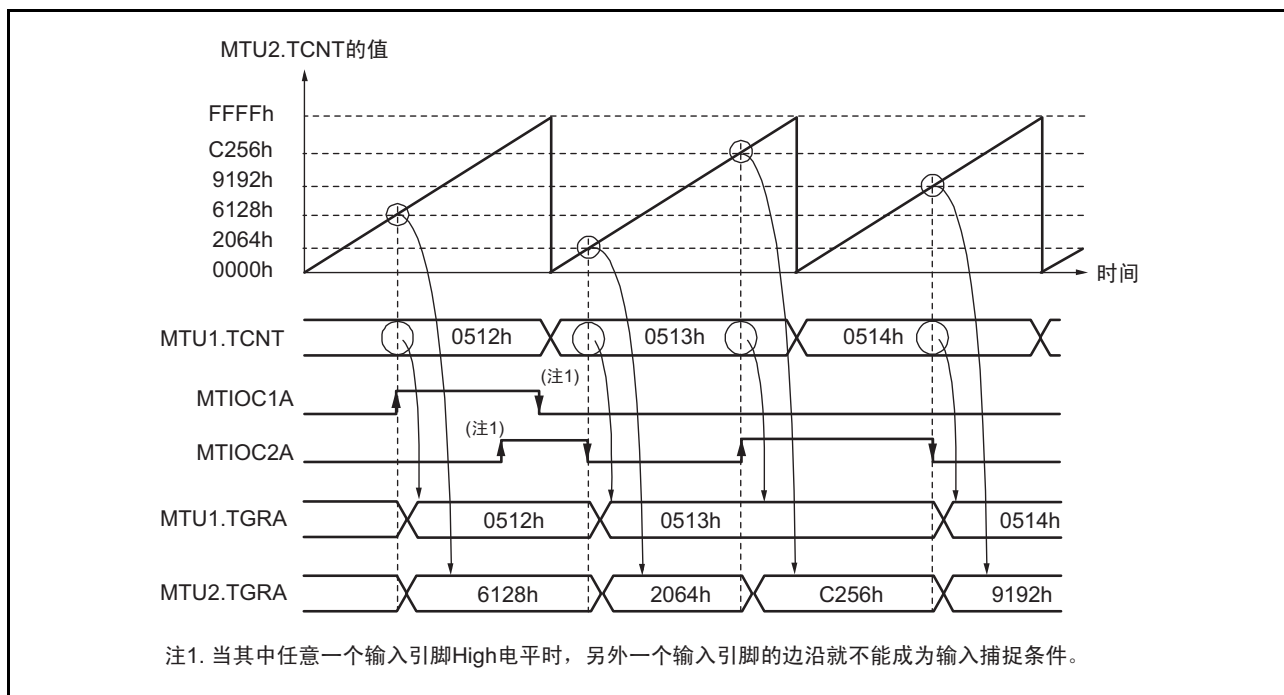 MTU2.TCNT的值
FFFFh
C256h
9192h
6128h
2064h
0000h
时间
MTU1.TCNT
0512h
0513h
0514h
MTIOC1A
(注1)
MTIOC2A
(注1)
MTU1.TGRA
0512h
0513h
0514h
MTU2.TGRA
6128h
2064h
C256h
9192h
注1. 当其中任意一个输入引脚High电平时，另外一个输入引脚的边沿就不能成为输入捕捉条件。